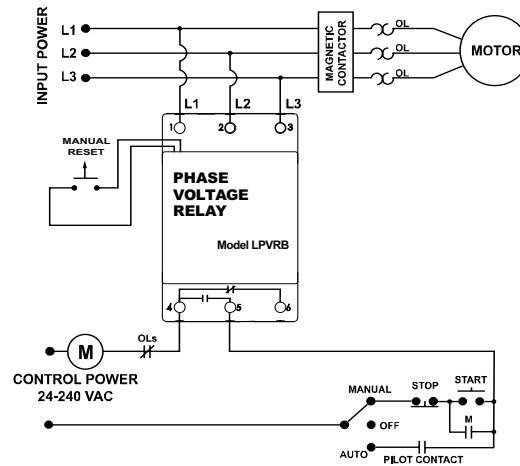 INPUT POWER
L1
L2
L3
MAGNETIC
CONTACTOR
OL
OL
OL
MOTOR
L1
L2
L3
1
2
3
MANUAL
RESET
PHASE
VOLTAGE
RELAY
Model LPVRB
4
5
6
OLs
M
CONTROL POWER
24-240 VAC
MANUAL
STOP
START
M
OFF
AUTO
PILOT CONTACT